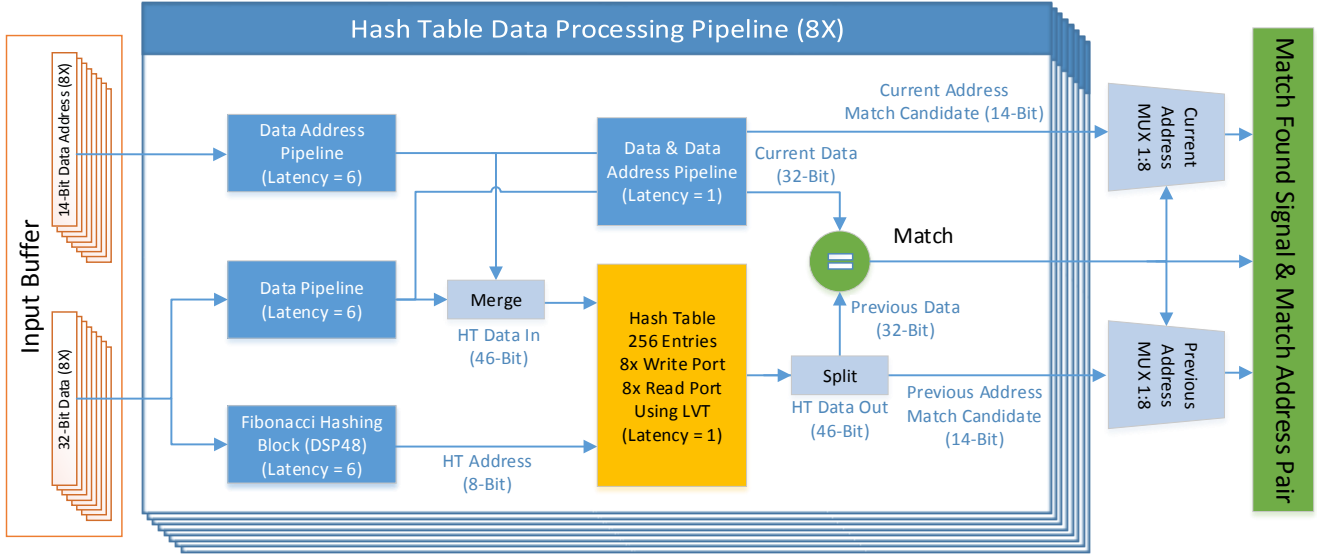 Hash Table Data Processing Pipeline (8X)
Input Buffer
14-Bit Data Address (8X)
32-Bit Data (8X)
Data Address
Pipeline
(Latency = 6)
Data Pipeline
(Latency = 6)
Fibonacci Hashing
Block (DSP48)
(Latency = 6)
Merge
HT Data In
(46-Bit)
HT Address
(8-Bit)
Data & Data
Address Pipeline
(Latency = 1)
Hash Table
256 Entries
8x Write Port
8x Read Port
Using LVT
(Latency = 1)
Current Address
Match Candidate (14-Bit)
Current Data
(32-Bit)
=
Match
Previous Data
(32-Bit)
Split
HT Data Out
(46-Bit)
Previous Address
Match Candidate
(14-Bit)
Current
Address
MUX 1:8
Previous
Address
MUX 1:8
Match Found Signal & Match Address Pair